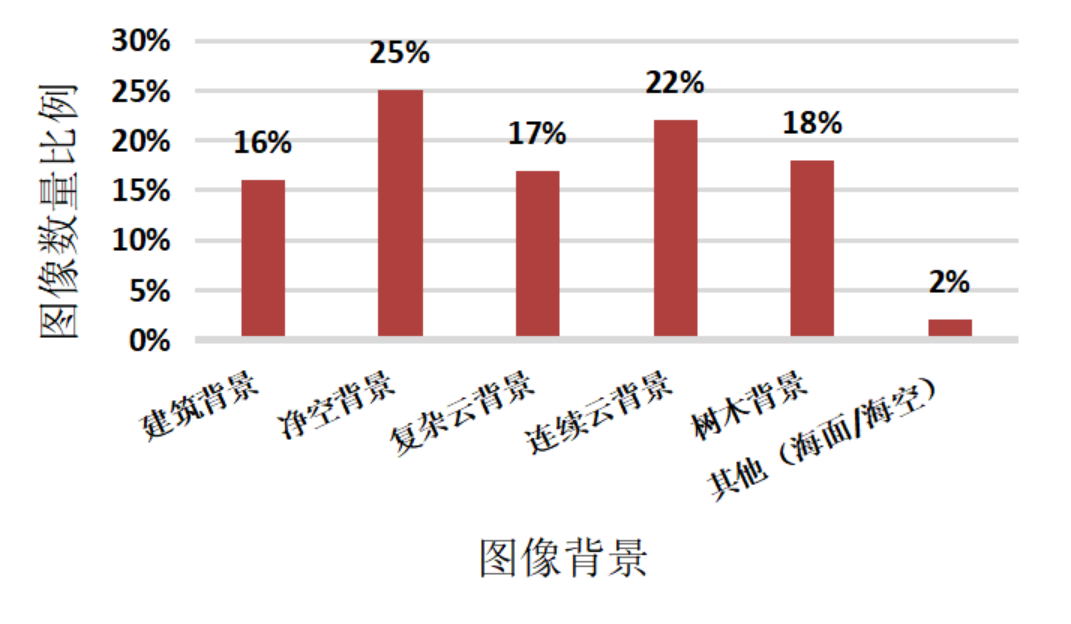 30%
25%
20%
15%
10%
5%
0%
图像数量比例
16%
25%
17%
22%
18%
2%
建筑背景
净空背景
复杂云背景
连续云背景
树木背景
其他（海面/海空）
图像背景